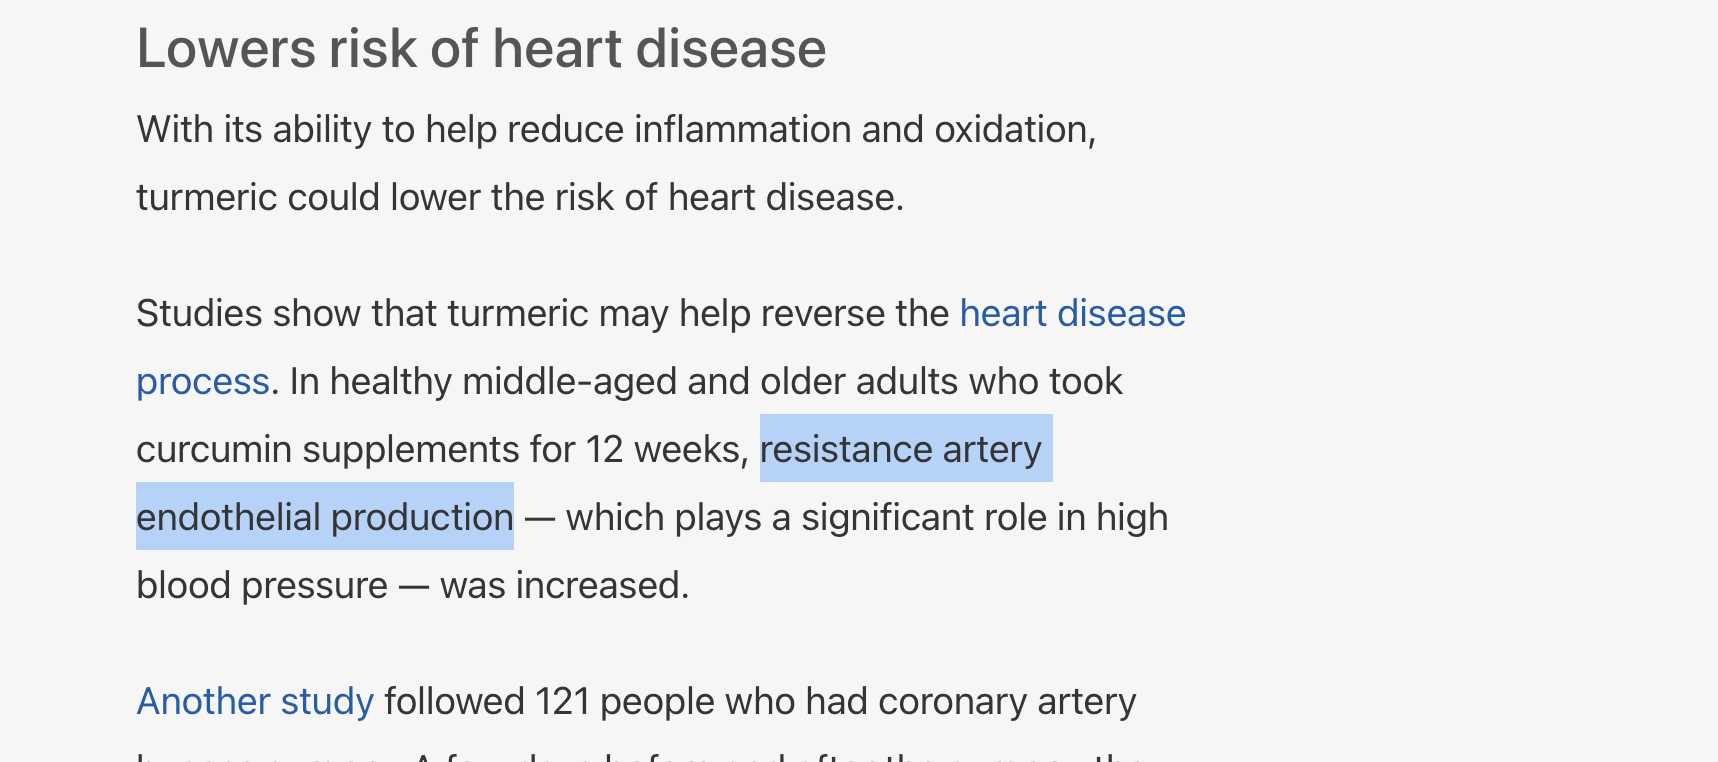 Lowers risk of heart disease
With its ability to help reduce inflammation and oxidation,
turmeric could lower the risk of heart disease.
Studies show that turmeric may help reverse the heart disease
process. In healthy middle-aged and older adults who took
curcumin supplements for 12 weeks, resistance artery
endothelial production — which plays a significant role in high
blood pressure — was increased.
Another study followed 121 people who had coronary artery